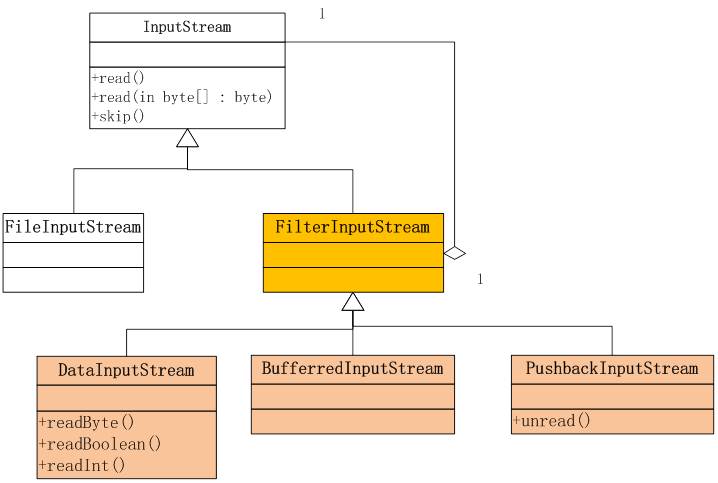 InputStream
1
+read()
+read(in byte[] : byte)
+skip()
FileInputStream
FilterInputStream
1
DataInputStream
+readByte()
+readBoolean()
+readInt()
BufferredInputStream
PushbackInputStream
+unread()